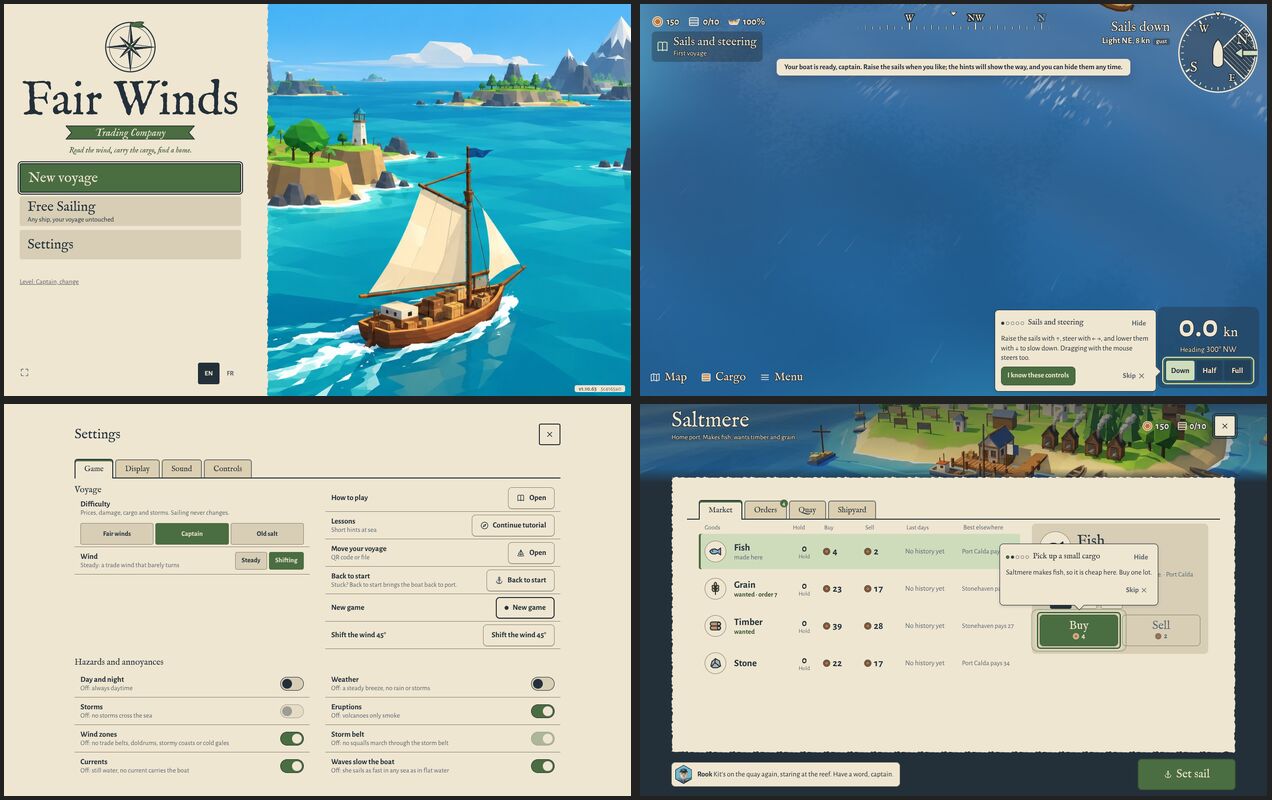 Fair Winds
Trading Company
Read the wind, carry the cargo, find a home.
New voyage
Free Sailing
Any ship, your voyage untouched
Settings
Level: Captain, change
EN FR
v1.10.63
150 0/10 100%
Sails and steering
First voyage
W NW N
Sails down
Light NE, 8 kn gust
W N S E
Your boat is ready, captain. Raise the sails when you like; the hints will show the way, and you can hide them any time.
Sails and steering Hide
Raise the sails with ↑, steer with ←→, and lower them
with ↓ to slow down. Dragging with the mouse
steers too.
I know these controls Skip ×
0.0 kn
Heading 300° NW
Down Half Full
Map Cargo Menu
Settings ×
Game Display Sound Controls
Voyage
Difficulty
Prices, damage, cargo and storms. Sailing never changes.
Fair winds Captain Old salt
Wind
Steady: a trade wind that barely turns
Steady Shifting
How to play Open
Lessons
Short hints at sea
Continue tutorial
Move your voyage
QR code or file
Open
Back to start
Stuck? Back to start brings the boat back to port.
Back to start
New game New game
Shift the wind 45° Shift the wind 45°
Hazards and annoyances
Day and night
Off: always daytime
Storms
Off: no storms cross the sea
Wind zones
Off: no trade belts, doldrums, stormy coasts or cold gales
Currents
Off: still water, no current carries the boat
Weather
Off: a steady breeze, no rain or storms
Eruptions
Off: volcanoes only smoke
Storm belt
Off: no squalls march through the storm belt
Waves slow the boat
Off: she sails as fast in any sea as in flat water
Saltmere
Home port. Makes fish, wants timber and grain
150 0/10 ×
Market Orders Quay Shipyard
Goods Hold Buy Sell Last days Best elsewhere
Fish
made here
0
Hold
4 2 No history yet Port Calda pay
Grain
wanted · order 7
0
Hold
23 17 No history yet Stonehaven pa
Timber
wanted
0
Hold
39 28 No history yet Stonehaven pays 27
Stone
0
Hold
22 17 No history yet Port Calda pays 34
Fish
Port Calda
Pick up a small cargo Hide
Saltmere makes fish, so it is cheap here. Buy one lot.
Skip ×
Buy
4
Sell
2
Rook Kit's on the quay again, staring at the reef. Have a word, captain.
Set sail